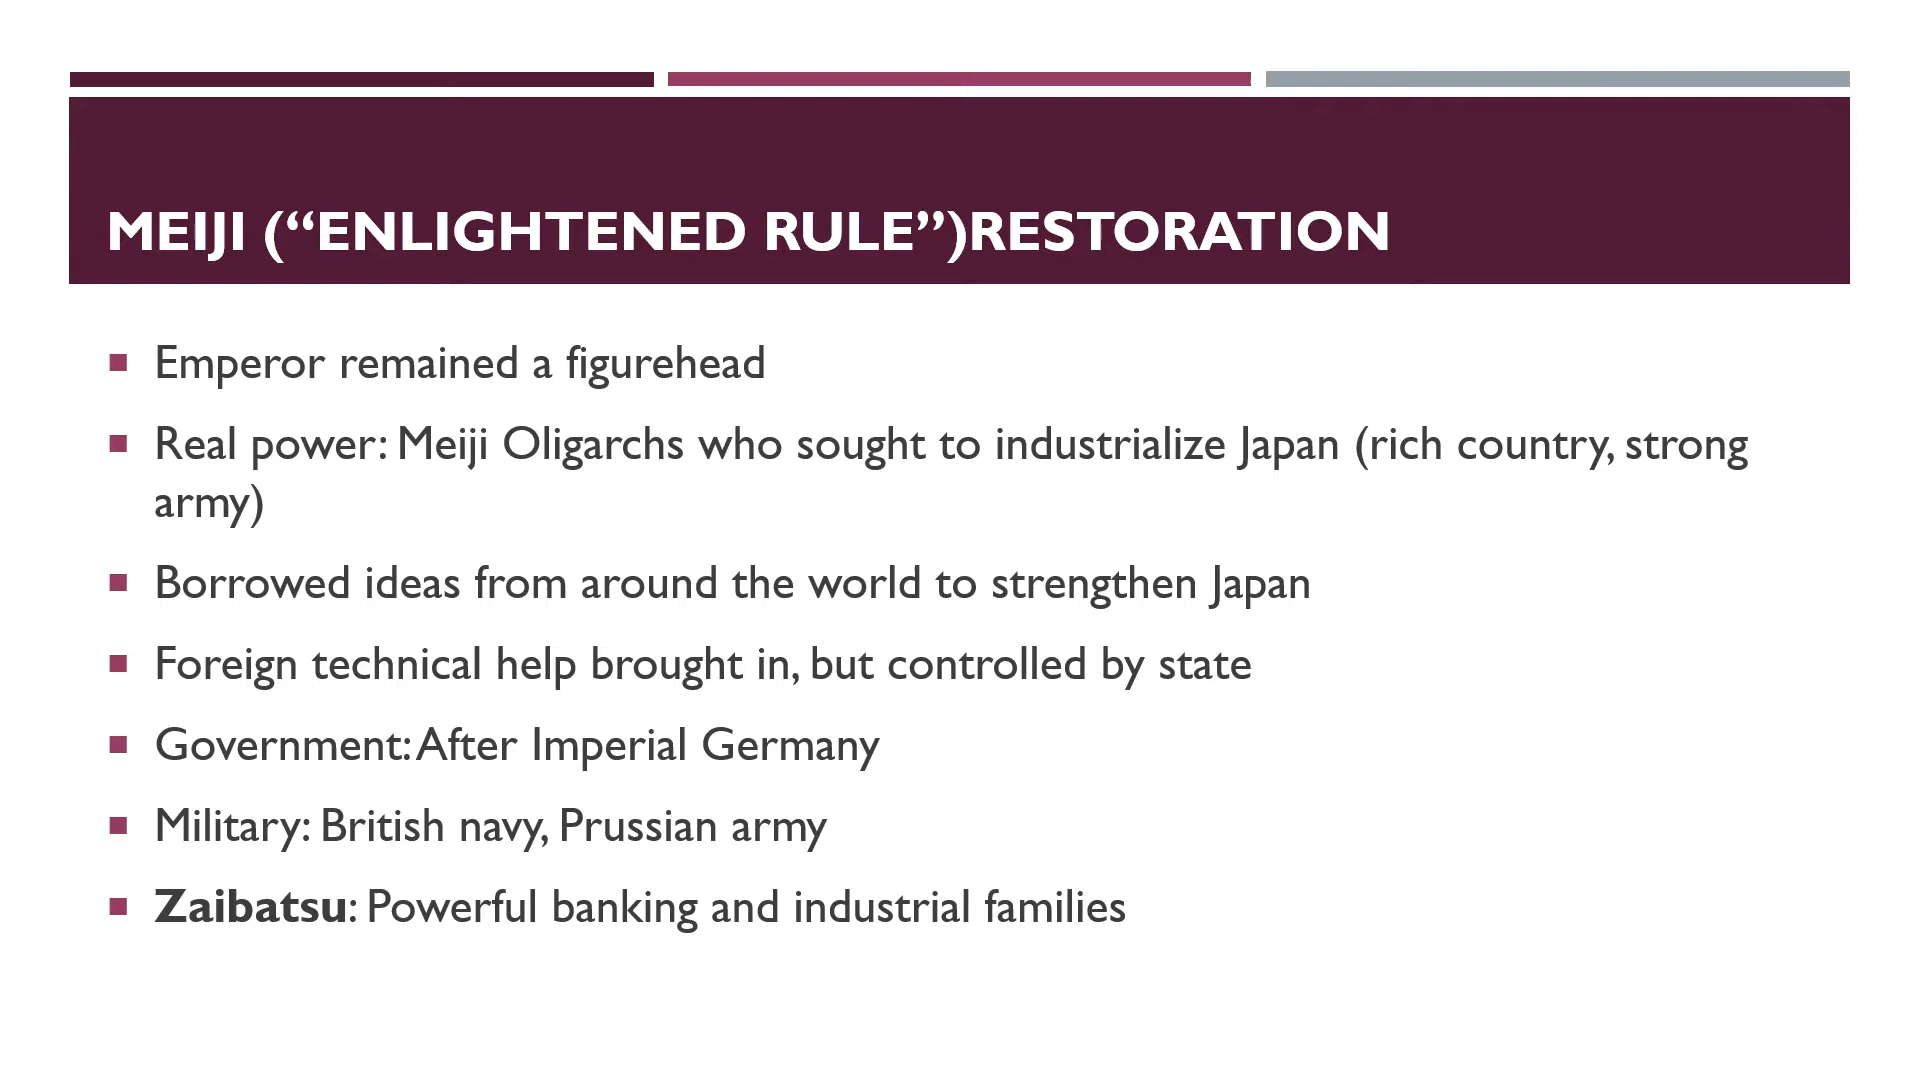 MEIJI (“ENLIGHTENED RULE”)RESTORATION
Emperor remained a figurehead
Real power: Meiji Oligarchs who sought to industrialize Japan (rich country, strong
army)
Borrowed ideas from around the world to strengthen Japan
Foreign technical help brought in, but controlled by state
Government: After Imperial Germany
Military: British navy, Prussian army
Zaibatsu: Powerful banking and industrial families